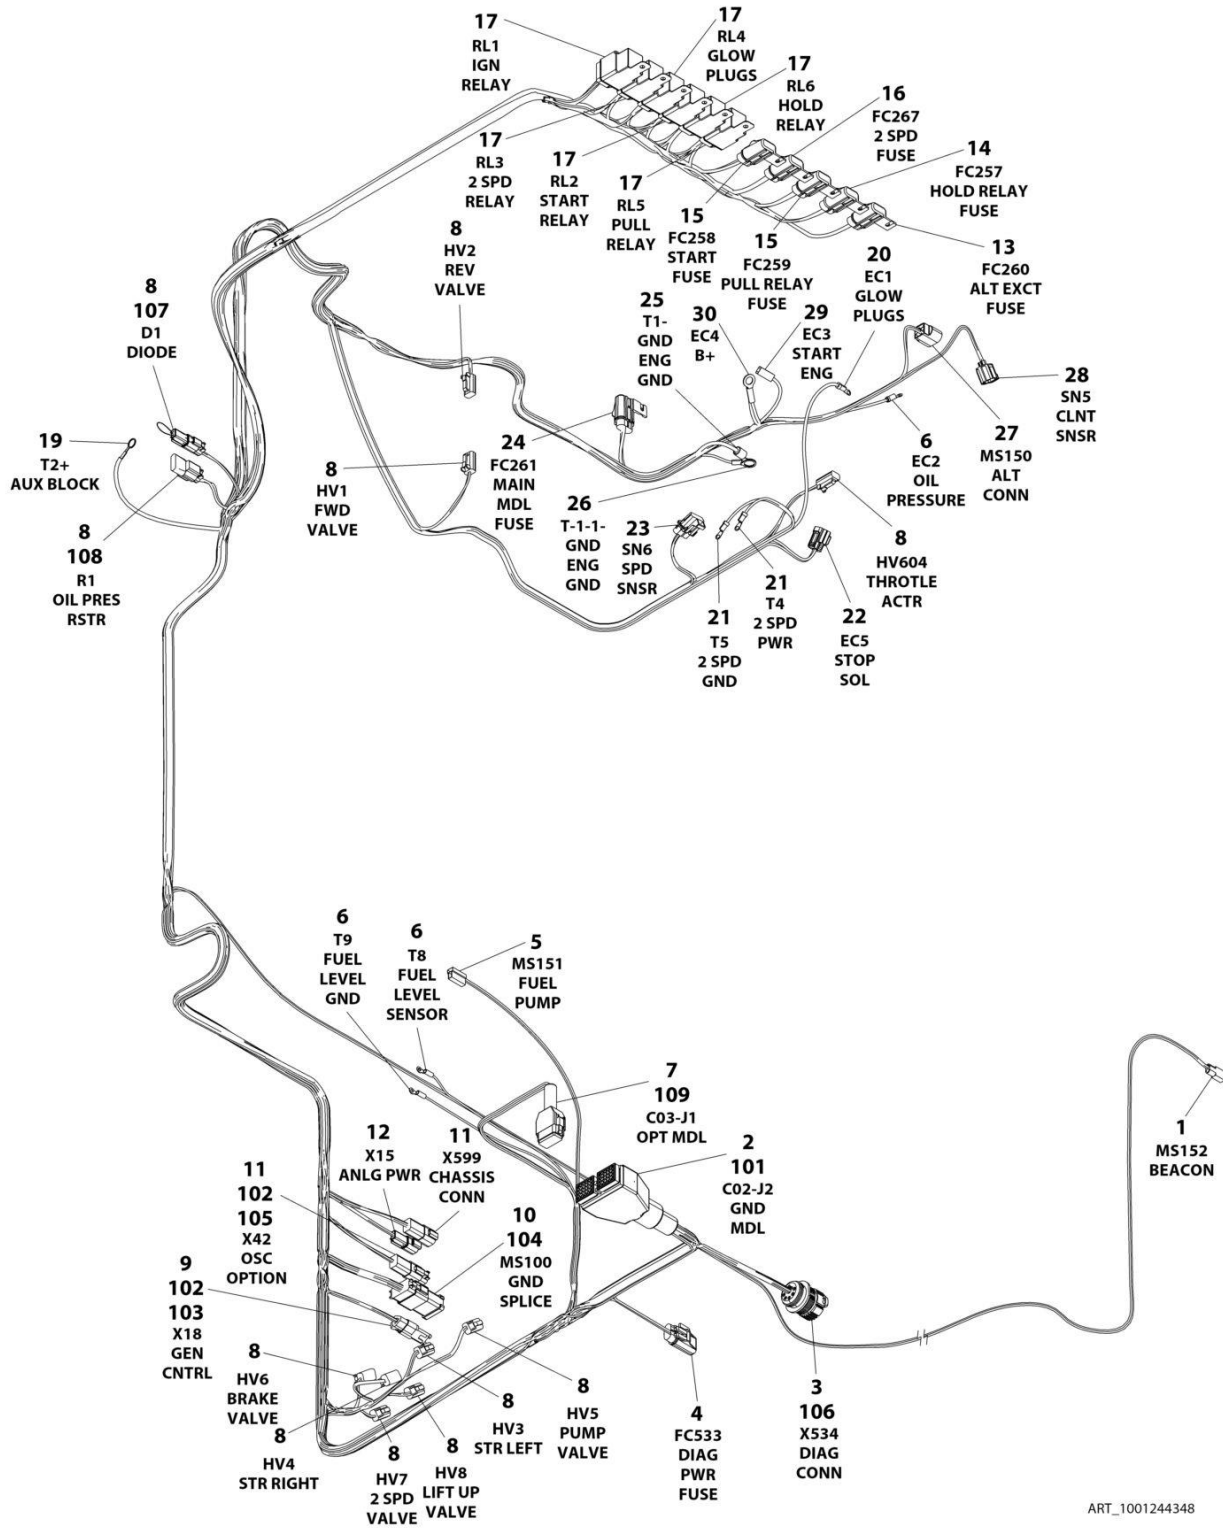 17
RL1
IGN
RELAY
17
RL4
GLOW
PLUGS
17
RL6
HOLD
RELAY
16
FC267
2 SPD
FUSE
14
FC257
HOLD RELAY
FUSE
17
RL3
2 SPD
RELAY
17
RL2
START
RELAY
17
RL5
PULL
RELAY
15
FC258
START
FUSE
15
FC259
PULL RELAY
FUSE
20
EC1
GLOW
PLUGS
13
FC260
ALT EXCT
FUSE
8
HV2
REV
VALVE
8
107
D1
DIODE
25
T1-
GND
ENG
GND
30
EC4
B+
29
EC3
START
ENG
28
SN5
CLNT
SNSR
19
T2+
AUX BLOCK
24
FC261
MAIN
MDL
FUSE
8
HV1
FWD
VALVE
6
EC2
OIL
PRESSURE
27
MS150
ALT
CONN
8
108
R1
OIL PRES
RSTR
26
T-1-1-
GND
ENG
GND
23
SN6
SPD
SNSR
8
HV604
THROTLE
ACTR
21
T5
2 SPD
GND
21
T4
2 SPD
PWR
22
EC5
STOP
SOL
6
T9
FUEL
LEVEL
GND
6
T8
FUEL
LEVEL
SENSOR
5
MS151
FUEL
PUMP
7
109
C03-J1
OPT MDL
2
101
C02-J2
GND
MDL
1
MS152
BEACON
12
X15
ANLG PWR
11
X599
CHASSIS
CONN
11
102
105
X42
OSC
OPTION
10
104
MS100
GND
SPLICE
9
102
103
X18
GEN
CNTRL
8
HV6
BRAKE
VALVE
8
HV4
STR RIGHT
8
HV7
2 SPD
VALVE
8
HV8
LIFT UP
VALVE
8
HV3
STR LEFT
8
HV5
PUMP
VALVE
4
FC533
DIAG
PWR
FUSE
3
106
X534
DIAG
CONN
ART_1001244348